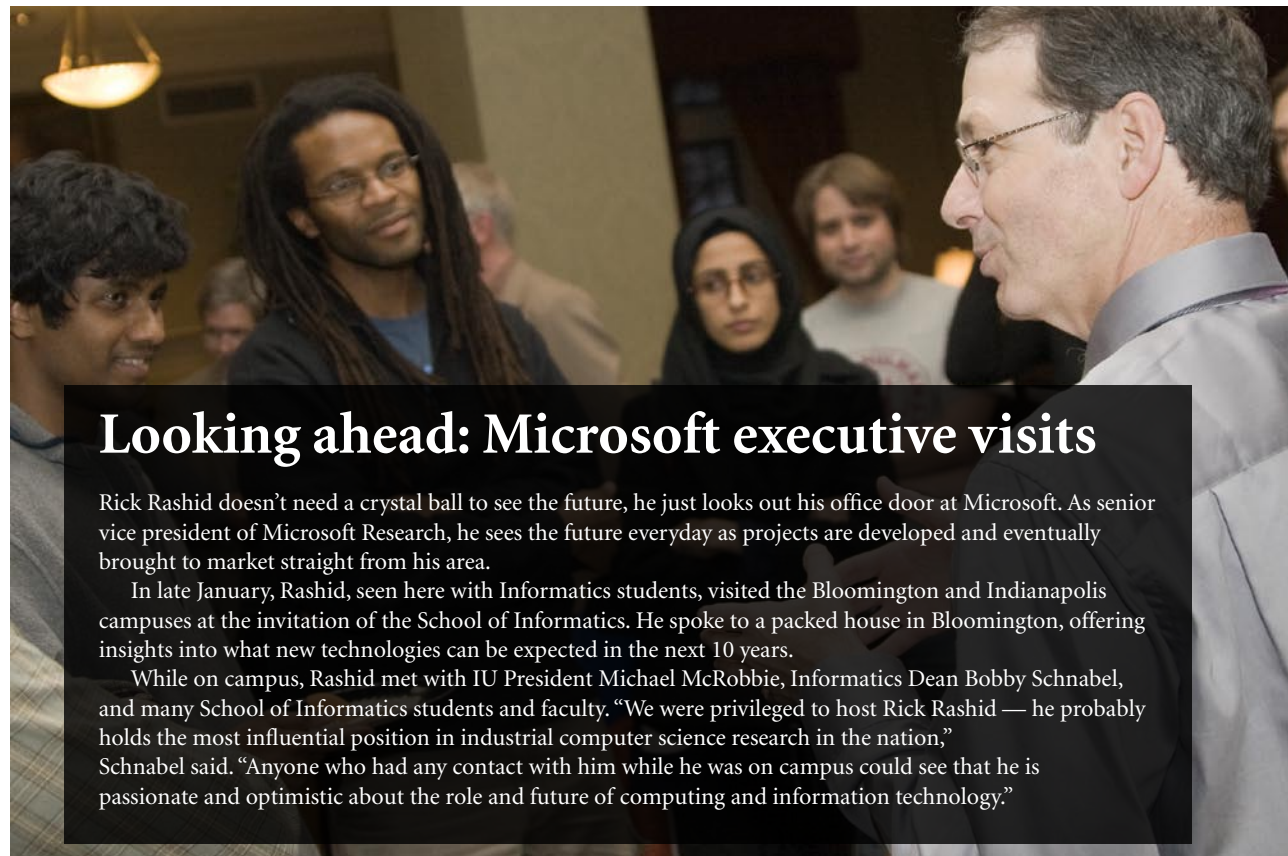 Looking ahead: Microsoft executive visits
Rick Rashid doesn’t need a crystal ball to see the future, he just looks out his office door at Microsoft. As senior
vice president of Microsoft Research, he sees the future everyday as projects are developed and eventually
brought to market straight from his area.
In late January, Rashid, seen here with Informatics students, visited the Bloomington and Indianapolis
campuses at the invitation of the School of Informatics. He spoke to a packed house in Bloomington, offering
insights into what new technologies can be expected in the next 10 years.
While on campus, Rashid met with IU President Michael McRobbie, Informatics Dean Bobby Schnabel,
and many School of Informatics students and faculty. “We were privileged to host Rick Rashid — he probably
holds the most influential position in industrial computer science research in the nation,”
Schnabel said. “Anyone who had any contact with him while he was on campus could see that he is
passionate and optimistic about the role and future of computing and information technology.”